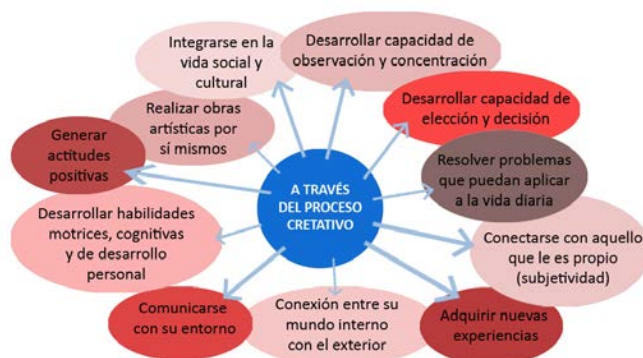 Integrarse en la
vida social y
cultural
Desarrollar capacidad de
observación y concentración
Realizar obras
artísticas por
sí mismos
Desarrollar capacidad de
elección y decisión
Generar
actitudes
positivas
A TRAVÉS
DEL PROCESO
CRETATIVO
Resolver problemas
que puedan aplicar
a la vida diaria
Desarrollar habilidades
motrices, cognitivas
y de desarrollo
personal
Conectarse con aquello
que le es propio
(subjetividad)
Comunicarse
con su entorno
Conexión entre su
mundo interno
con el exterior
Adquirir nuevas
experiencias